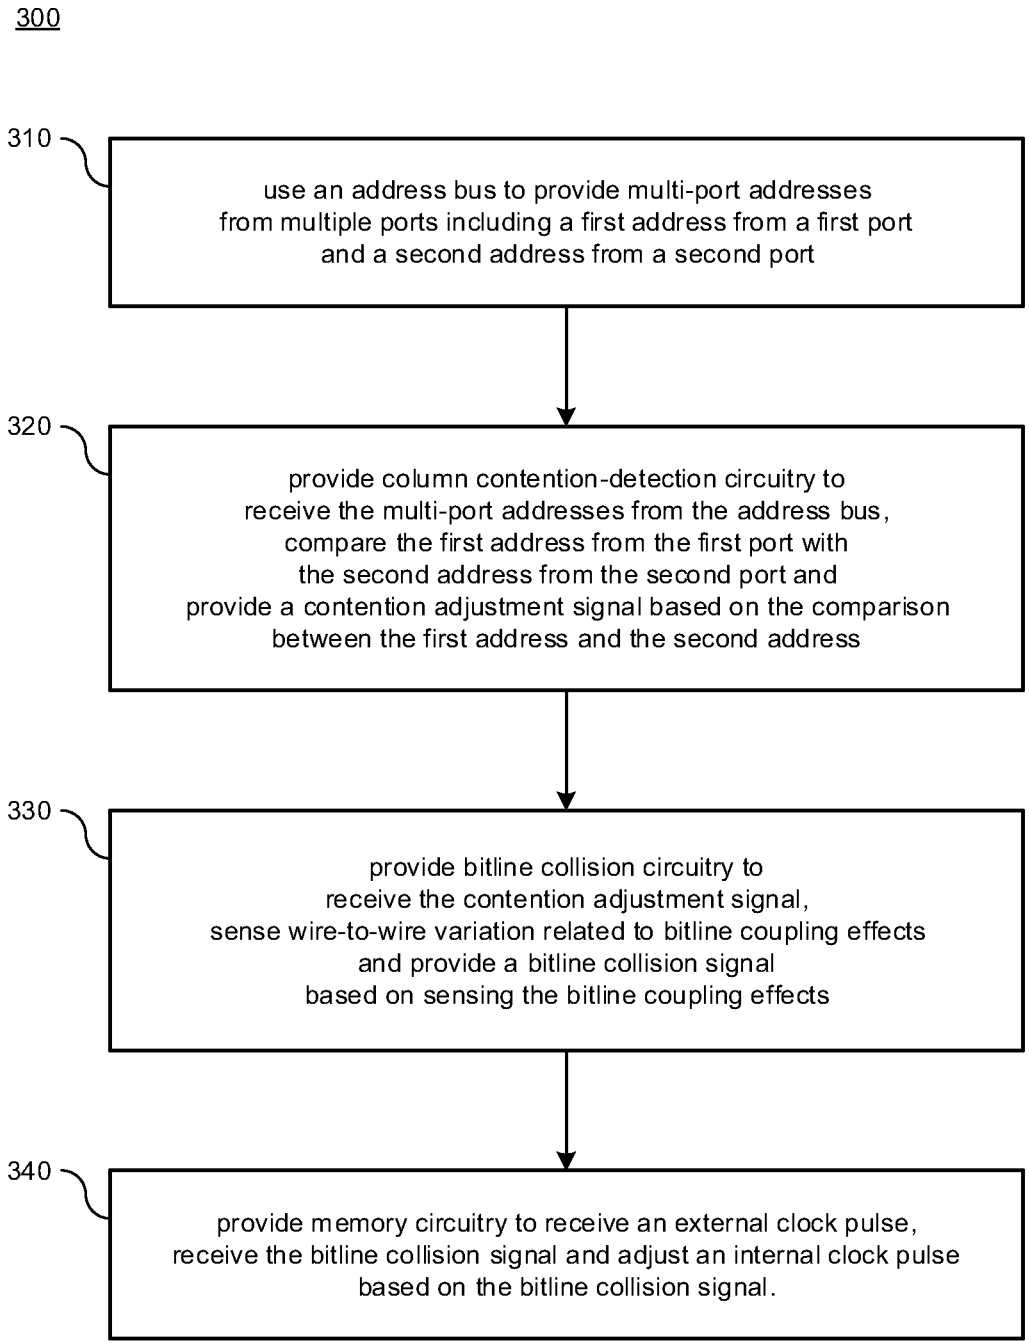 300
310
use an address bus to provide multi-port addresses
from multiple ports including a first address from a first port
and a second address from a second port
320
provide column contention-detection circuitry to
receive the multi-port addresses from the address bus,
compare the first address from the first port with
the second address from the second port and
provide a contention adjustment signal based on the comparison
between the first address and the second address
330
provide bitline collision circuitry to
receive the contention adjustment signal,
sense wire-to-wire variation related to bitline coupling effects
and provide a bitline collision signal
based on sensing the bitline coupling effects
340
provide memory circuitry to receive an external clock pulse,
receive the bitline collision signal and adjust an internal clock pulse
based on the bitline collision signal.